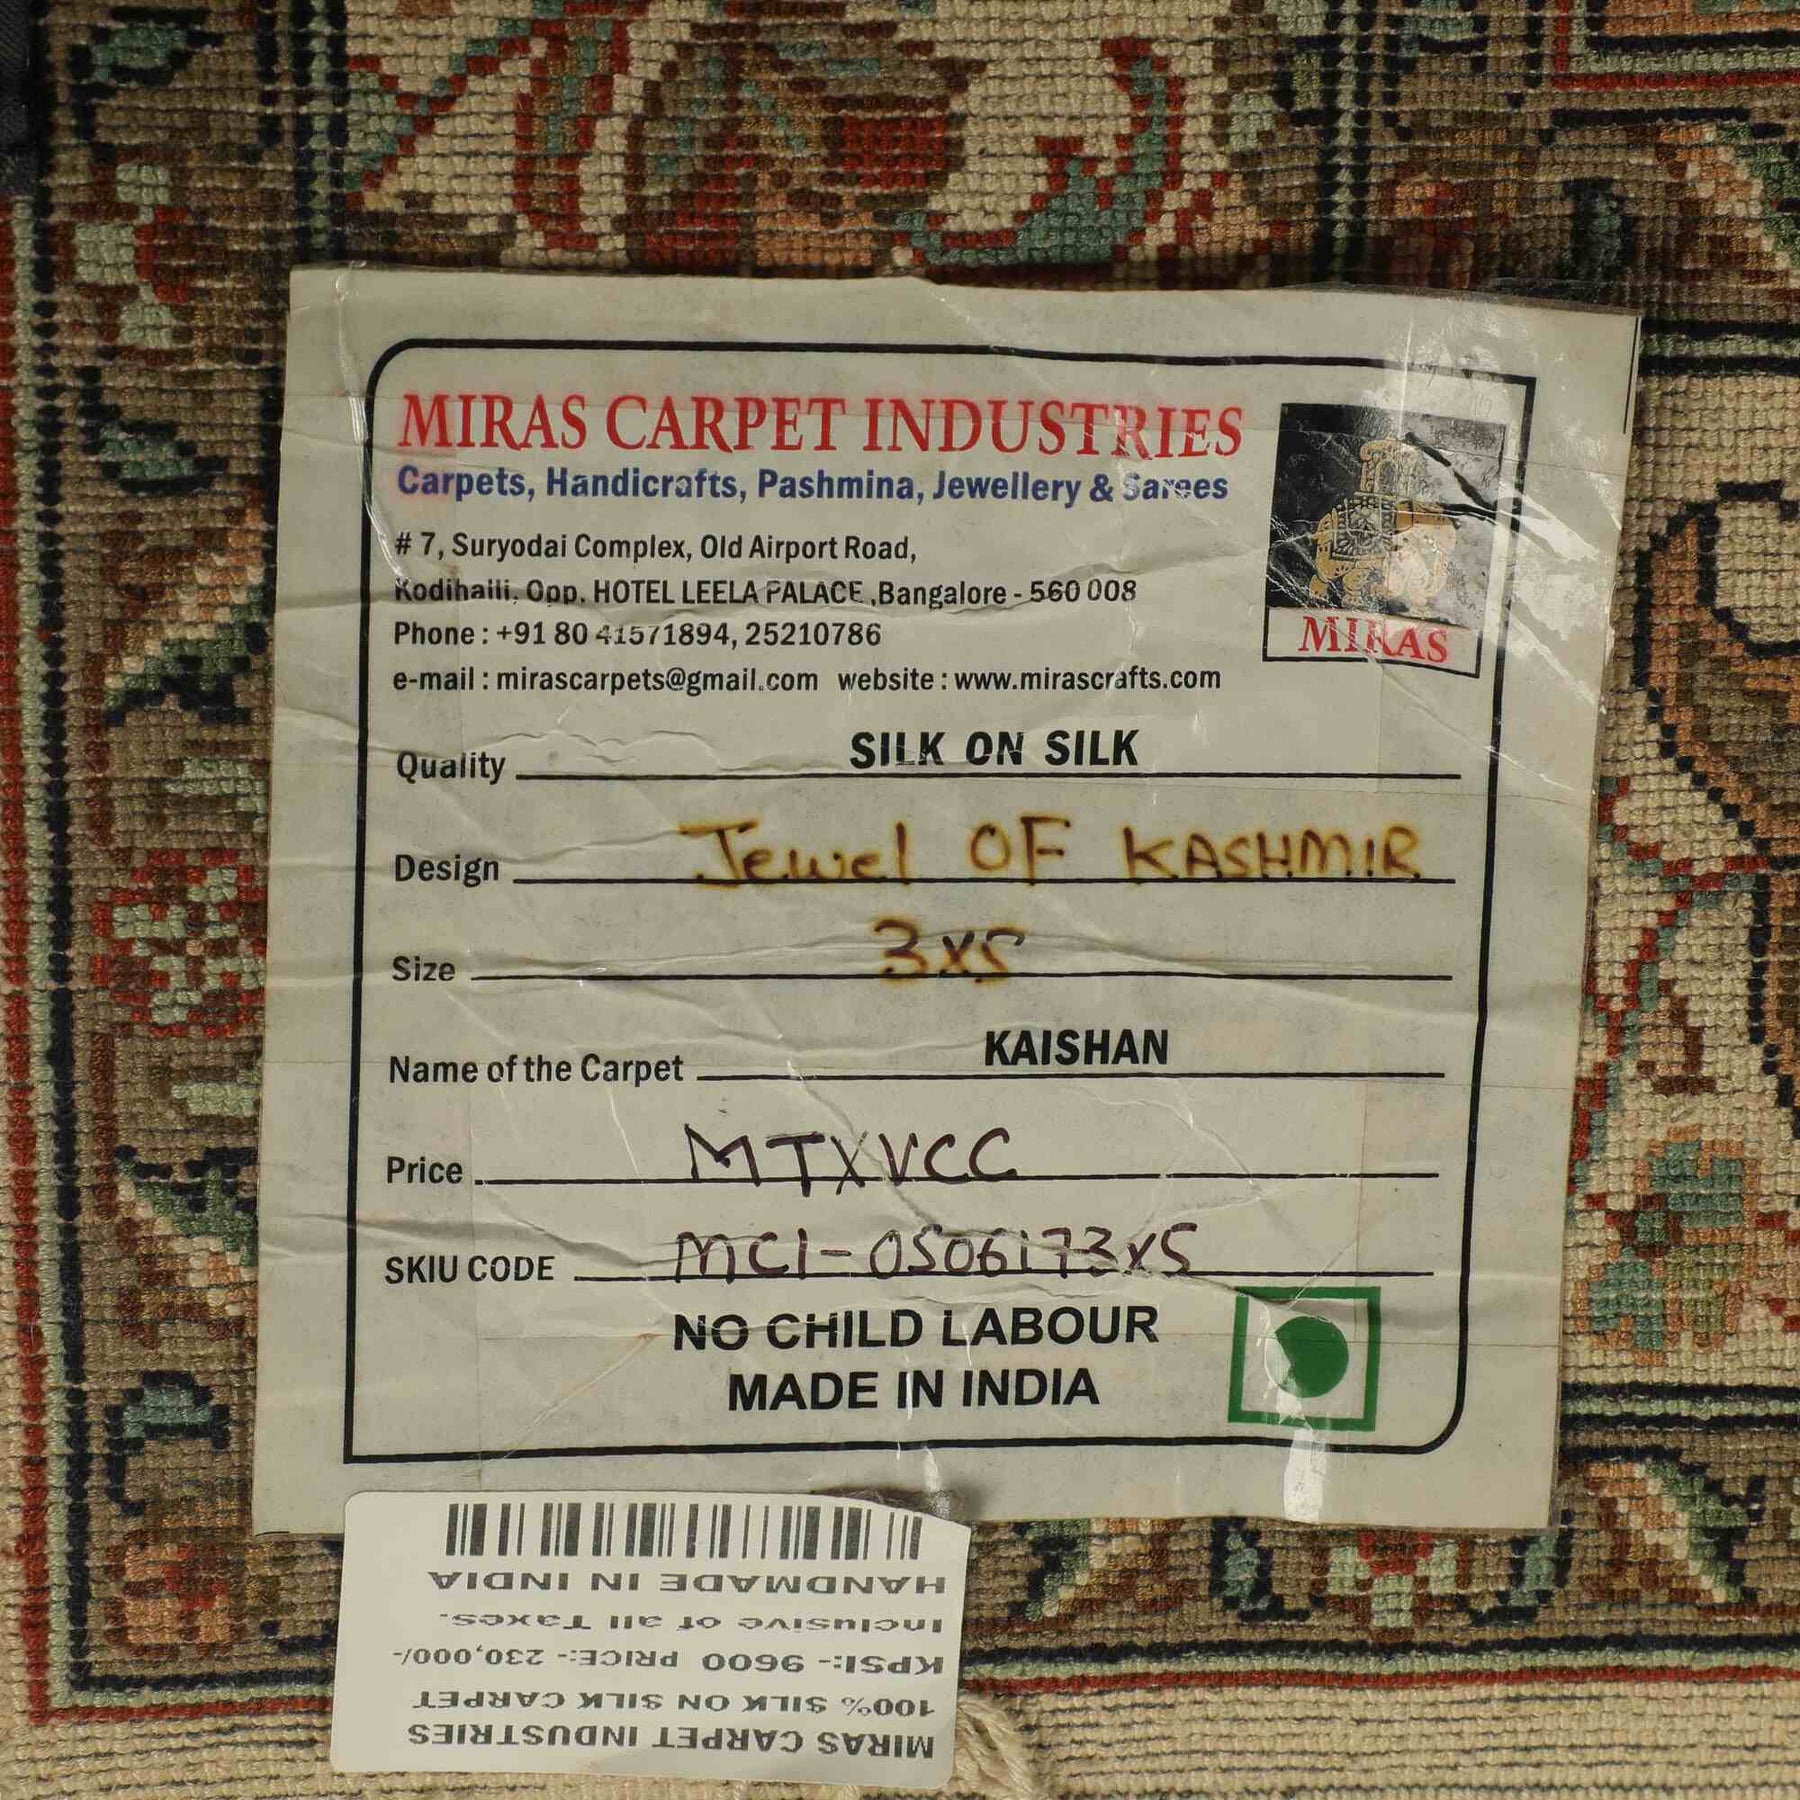 MIRAS CARPET INDUSTRIES
Carpets, Handicrafts, Pashmina, Jewellery & Sarees
# 7, Suryodai Complex, Old Airport Road,
Kodihalli, Opp. HOTEL LEELA PALACE ,Bangalore - 560 008
Phone : +91 80 41571894, 25210786
e-mail : mirascarpets@gmail.com website : www.mirascrafts.com
MIRAS
Quality SILK ON SILK
Design Jewel OF KASHMIR
Size 3x5
Name of the Carpet KAISHAN
Price MTXVCC
SKIU CODE MCI-0506173x5
NO CHILD LABOUR
MADE IN INDIA
MIRAS CARPET INDUSTRIES
100% SILK ON SILK CARPET
KPSI:- 9600 PRICE:- 230,000/-
Inclusive of all Taxes.
HANDMADE IN INDIA